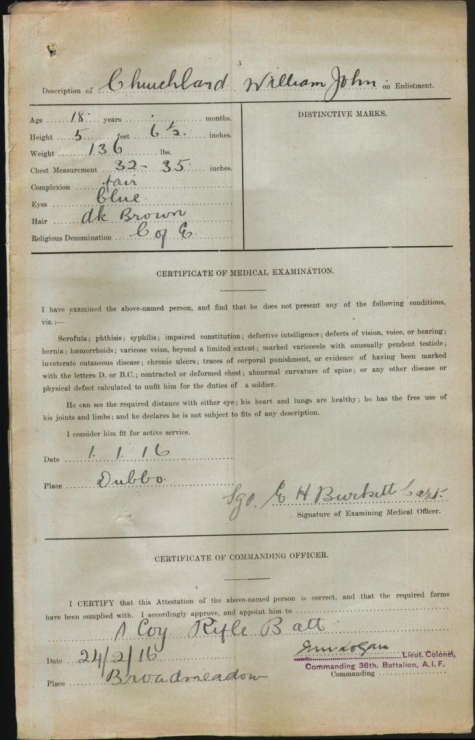 3
Description of Churchland William John on Enlistment.
Age 18 years . months.
Height 5 feet 6½ inches.
Weight 136 lbs.
Chest Measurement 32 - 35 inches.
Complexion fair
Eyes blue
Hair dk Brown
Religious Denomination C of E
DISTINCTIVE MARKS.
CERTIFICATE OF MEDICAL EXAMINATION.
I have examined the above-named person, and find that he does not present any of the following conditions,
viz.:—
Scrofula; phthisis; syphilis; impaired constitution; defective intelligence; defects of vision, voice, or hearing;
hernia; hæmorrhoids; varicose veins, beyond a limited extent; marked varicocele with unusually pendent testicle;
inveterate cutaneous disease; chronic ulcers; traces of corporal punishment, or evidence of having been marked
with the letters D. or B.C.; contracted or deformed chest; abnormal curvature of spine; or any other disease or
physical defect calculated to unfit him for the duties of a soldier.
He can see the required distance with either eye; his heart and lungs are healthy; he has the free use of
his joints and limbs; and he declares he is not subject to fits of any description.
I consider him fit for active service.
Date 1.1.16
Place Dubbo
Sgd. E H Burkitt Capt.
Signature of Examining Medical Officer.
CERTIFICATE OF COMMANDING OFFICER.
I CERTIFY that this Attestation of the above-named person is correct, and that the required forms
have been complied with. I accordingly approve, and appoint him to
A Coy Rifle Batt
Date 24/2/16
Lieut. Colonel,
Commanding 36th. Battalion, A.I.F.
Commanding
Place Broadmeadow